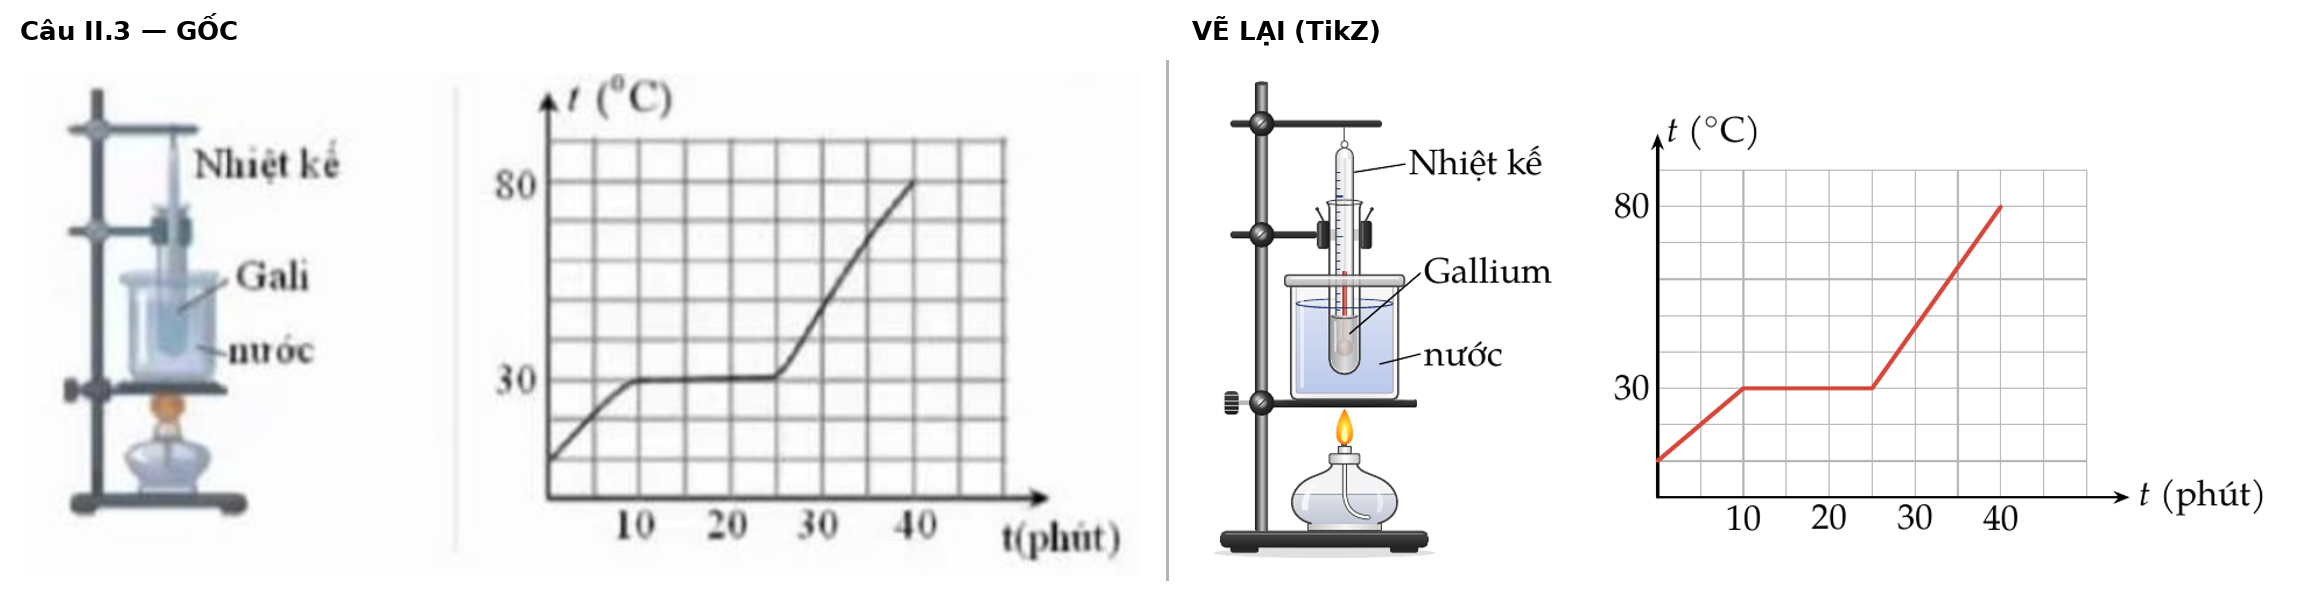 Câu II.3 — GỐC
t (⁰C)
Nhiệt kế
80
Gali
nước
30
10 20 30 40
t(phút)
VẼ LẠI (TikZ)
Nhiệt kế
Gallium
nước
t (°C)
80
30
10 20 30 40
t (phút)